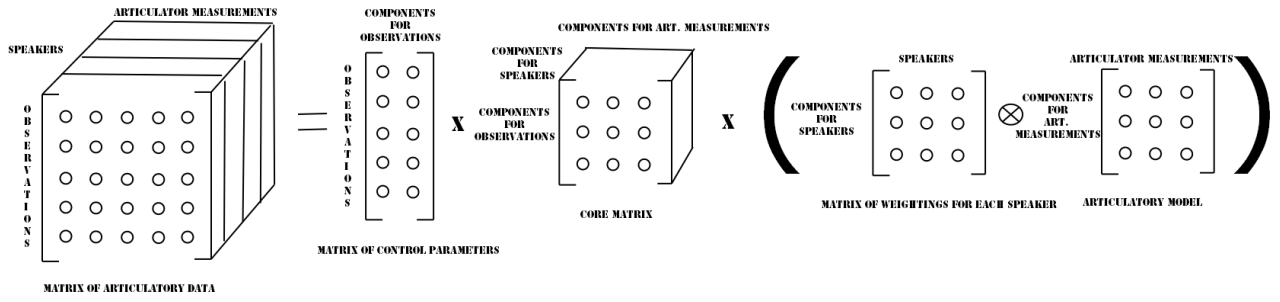 ARTICULATOR MEASUREMENTS
SPEAKERS
OBSERVATIONS
MATRIX OF ARTICULATORY DATA
COMPONENTS
FOR
OBSERVATIONS
OBSERVATIONS
MATRIX OF CONTROL PARAMETERS
X
COMPONENTS FOR ART. MEASUREMENTS
COMPONENTS
FOR
SPEAKERS
COMPONENTS
FOR
OBSERVATIONS
CORE MATRIX
X
SPEAKERS
COMPONENTS
FOR
SPEAKERS
MATRIX OF WEIGHTINGS FOR EACH SPEAKER
ARTICULATOR MEASUREMENTS
COMPONENTS
FOR
ART.
MEASUREMENTS
ARTICULATORY MODEL